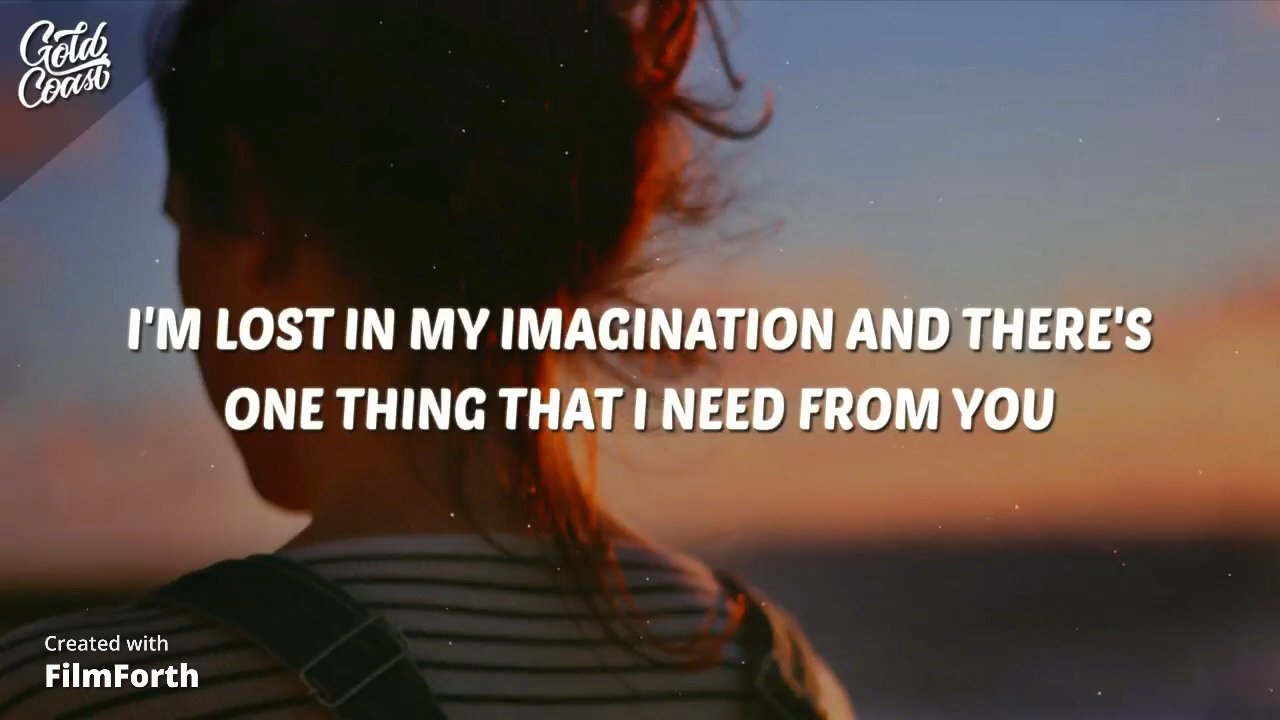 Gold
Coast
I'M LOST IN MY IMAGINATION AND THERE'S
ONE THING THAT I NEED FROM YOU
Created with
FilmForth